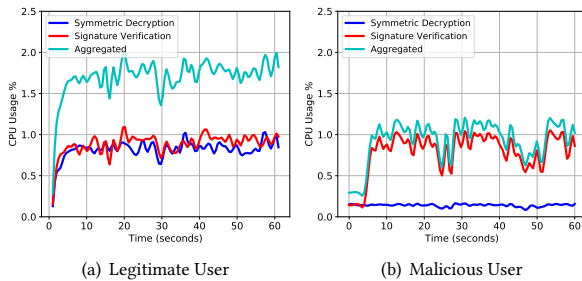 2.5
2.0
1.5
1.0
0.5
0.0
CPU Usage %
Symmetric Decryption
Signature Verification
Aggregated
0 10 20 30 40 50 60
Time (seconds)
(a) Legitimate User
2.5
2.0
1.5
1.0
0.5
0.0
CPU Usage %
Symmetric Decryption
Signature Verification
Aggregated
0 10 20 30 40 50 60
Time (seconds)
(b) Malicious User